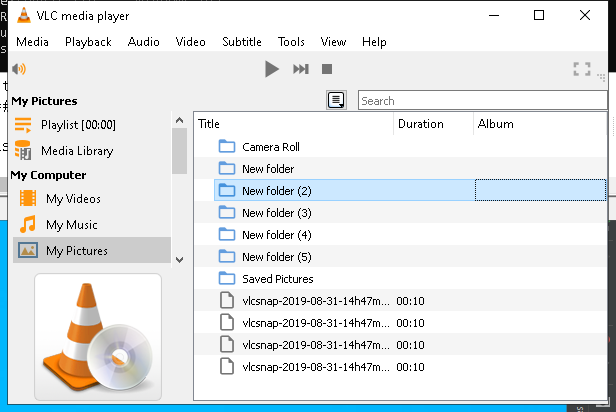 VLC media player
Media Playback Audio Video Subtitle Tools View Help
Search
My Pictures
Playlist [00:00]
Media Library
My Computer
My Videos
My Music
My Pictures
Title Duration Album
Camera Roll
New folder
New folder (2)
New folder (3)
New folder (4)
New folder (5)
Saved Pictures
vlcsnap-2019-08-31-14h47m... 00:10
vlcsnap-2019-08-31-14h47m... 00:10
vlcsnap-2019-08-31-14h47m... 00:10
vlcsnap-2019-08-31-14h47m... 00:10